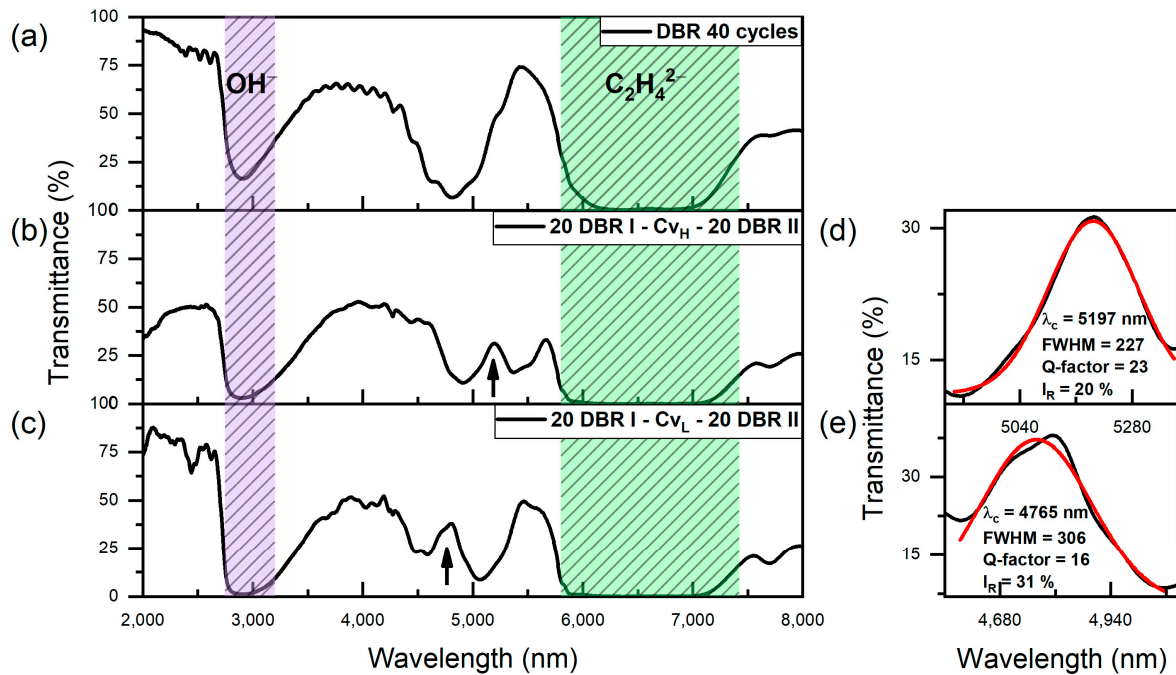 (a)
100
75
50
25
DBR 40 cycles
OH⁻
C₂H₄²⁻
(b)
100
75
50
25
0
20 DBR I - Cv_H - 20 DBR II
(c)
100
75
50
25
0
20 DBR I - Cv_L - 20 DBR II
2,000 3,000 4,000 5,000 6,000 7,000 8,000
Wavelength (nm)
Transmittance (%)
(d)
30
15
λ_c = 5197 nm
FWHM = 227
Q-factor = 23
I_R = 20 %
5040 5280
(e)
30
15
λ_c = 4765 nm
FWHM = 306
Q-factor = 16
I_R = 31 %
4,680 4,940
Wavelength (nm)
Transmittance (%)